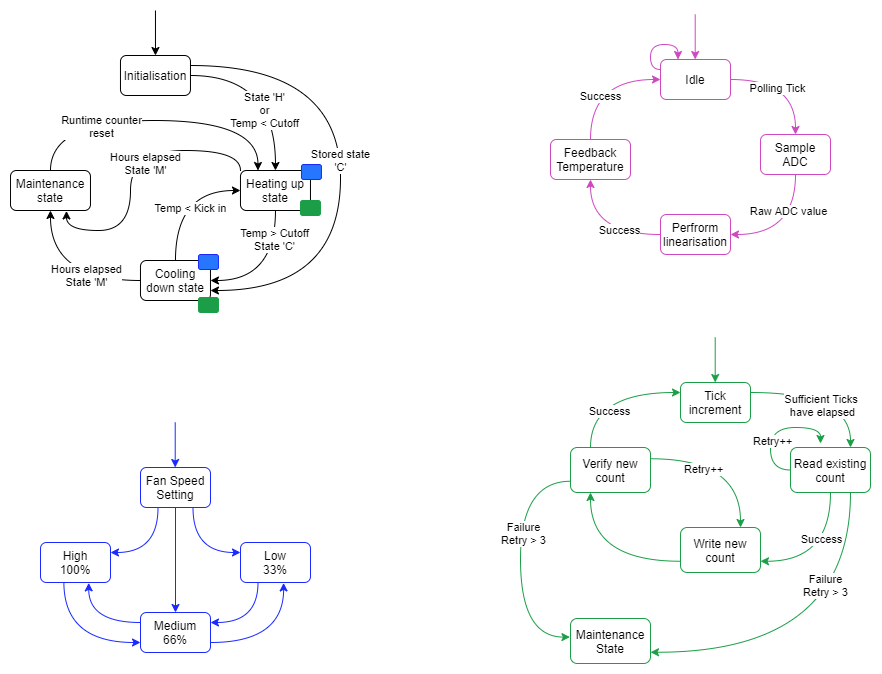 Initialisation
State 'H'
or
Temp < Cutoff
Runtime counter
reset
Hours elapsed
State 'M'
Stored state
'C'
Maintenance
state
Heating up
state
Temp < Kick in
Temp > Cutoff
State 'C'
Hours elapsed
State 'M'
Cooling
down state
Idle
Success
Polling Tick
Feedback
Temperature
Sample
ADC
Raw ADC value
Success
Perfrorm
linearisation
Fan Speed
Setting
High
100%
Low
33%
Medium
66%
Tick
increment
Sufficient Ticks
have elapsed
Success
Retry++
Verify new
count
Retry++
Read existing
count
Failure
Retry > 3
Write new
count
Success
Failure
Retry > 3
Maintenance
State